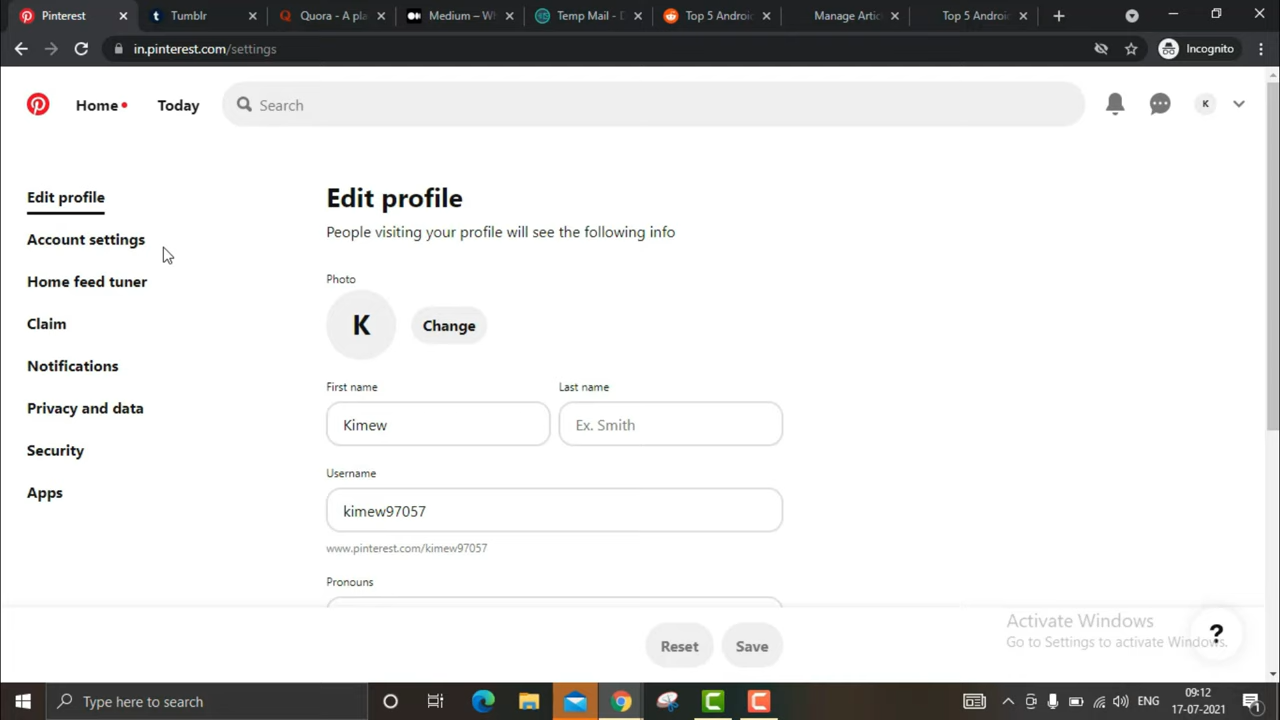 Pinterest
Tumblr
Quora - A pla
Medium – Wh
Temp Mail - D
Top 5 Android
Manage Artic
Top 5 Androi
in.pinterest.com/settings
Incognito
Home
Today
Search
K
Edit profile
Account settings
Home feed tuner
Claim
Notifications
Privacy and data
Security
Apps
Edit profile
People visiting your profile will see the following info
Photo
K
Change
First name
Last name
Kimew
Ex. Smith
Username
kimew97057
www.pinterest.com/kimew97057
Pronouns
Reset
Save
Activate Windows
Go to Settings to activate Windows.
?
Type here to search
ENG
09:12
17-07-2021
1